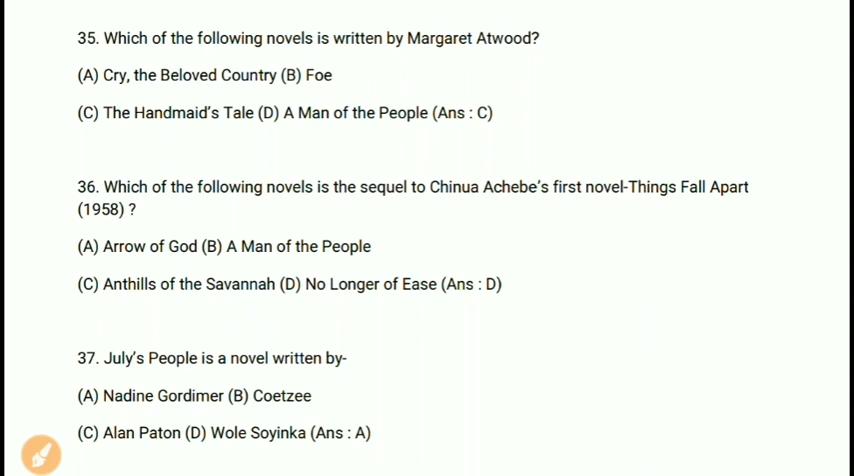 35. Which of the following novels is written by Margaret Atwood?
(A) Cry, the Beloved Country (B) Foe
(C) The Handmaid's Tale (D) A Man of the People (Ans : C)
36. Which of the following novels is the sequel to Chinua Achebe's first novel-Things Fall Apart
(1958) ?
(A) Arrow of God (B) A Man of the People
(C) Anthills of the Savannah (D) No Longer of Ease (Ans : D)
37. July's People is a novel written by-
(A) Nadine Gordimer (B) Coetzee
(C) Alan Paton (D) Wole Soyinka (Ans : A)